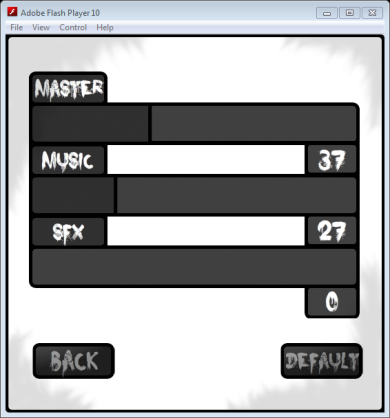 Adobe Flash Player 10
File View Control Help
MASTER
MUSIC 37
SFX 27
0
BACK DEFAULT